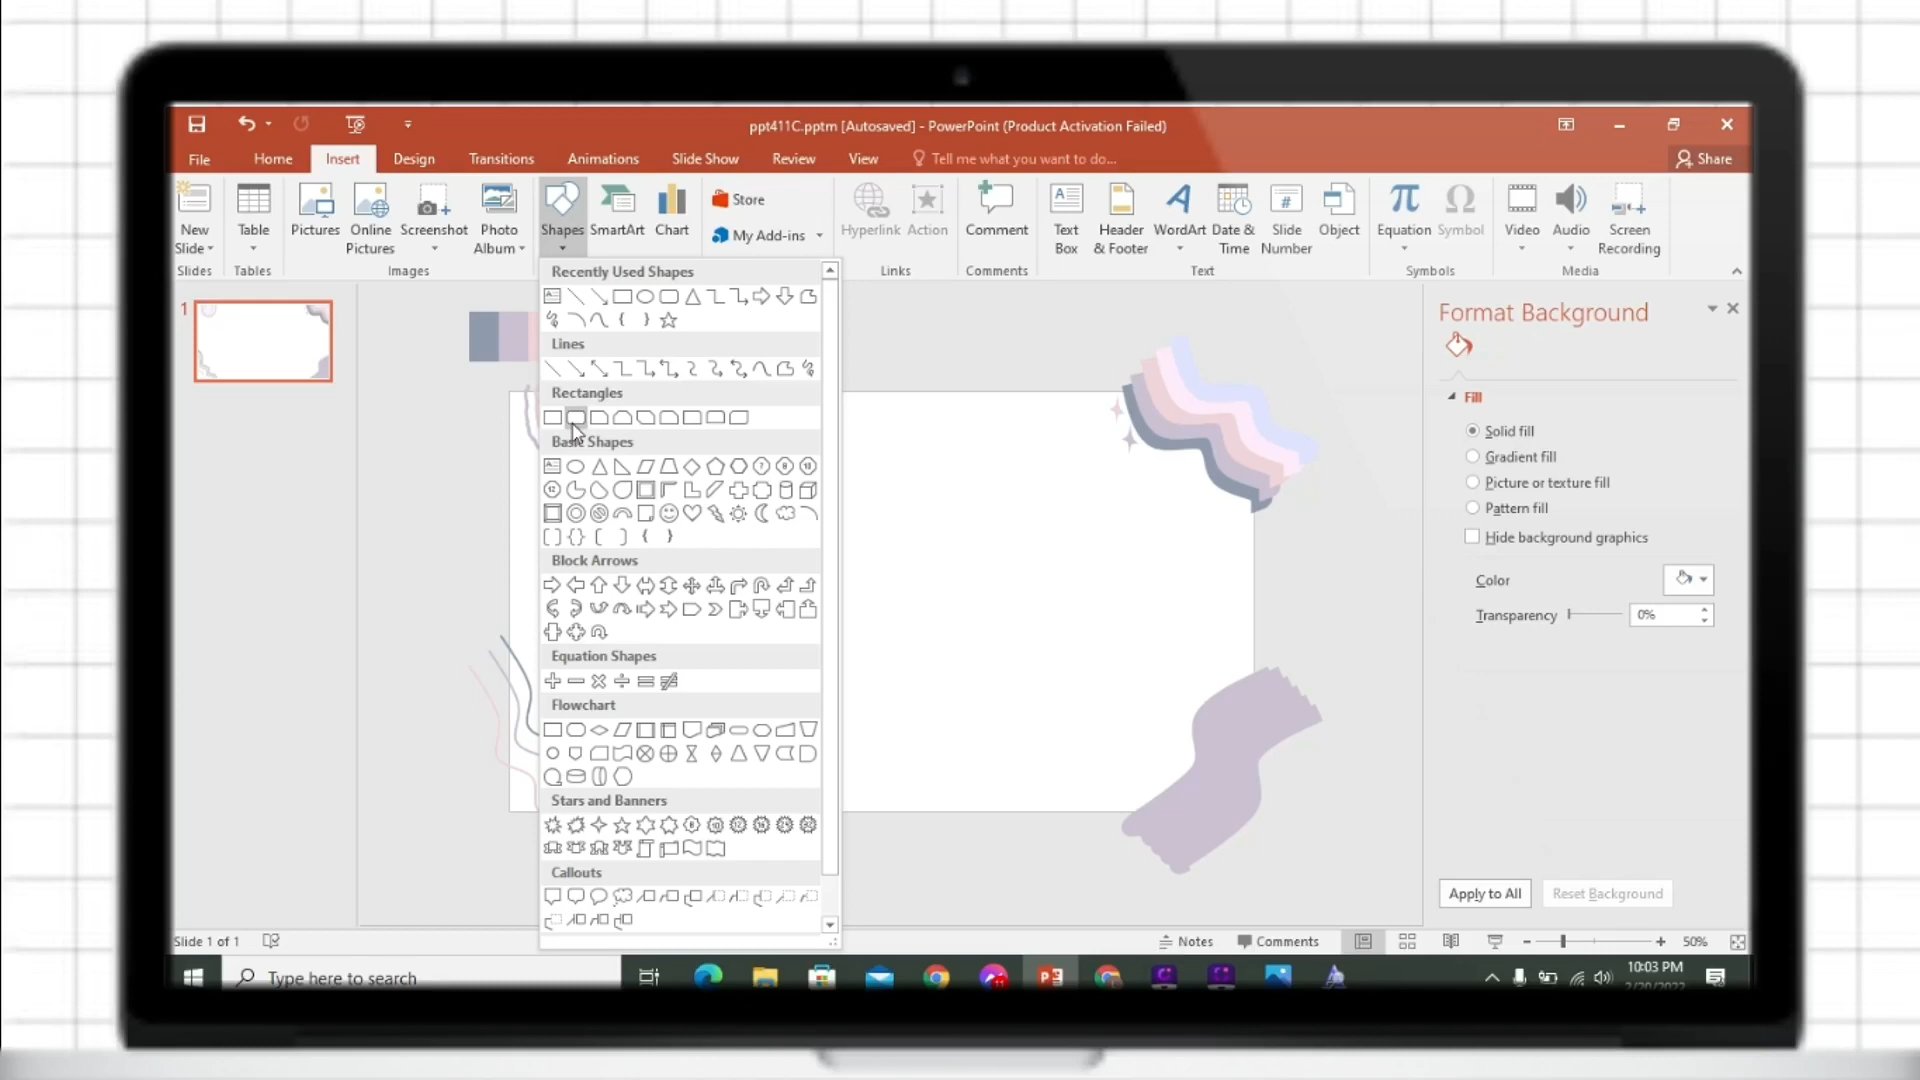 ppt411C.pptm [Autosaved] - PowerPoint (Product Activation Failed)
File Home Insert Design Transitions Animations Slide Show Review View Tell me what you want to do... Share
New Slide
Table
Pictures
Online Pictures
Screenshot
Photo Album
Shapes
SmartArt
Chart
Store
My Add-ins
Hyperlink
Action
Comment
Text Box
Header & Footer
WordArt
Date & Time
Slide Number
Object
Equation
Symbol
Video
Audio
Screen Recording
Slides Tables Images Links Comments Text Symbols Media
1
Recently Used Shapes
Lines
Rectangles
Basic Shapes
Block Arrows
Equation Shapes
Flowchart
Stars and Banners
Callouts
Format Background
Fill
Solid fill
Gradient fill
Picture or texture fill
Pattern fill
Hide background graphics
Color
Transparency 0%
Apply to All Reset Background
Slide 1 of 1 Notes Comments 50%
Type here to search
10:03 PM
2/20/2022